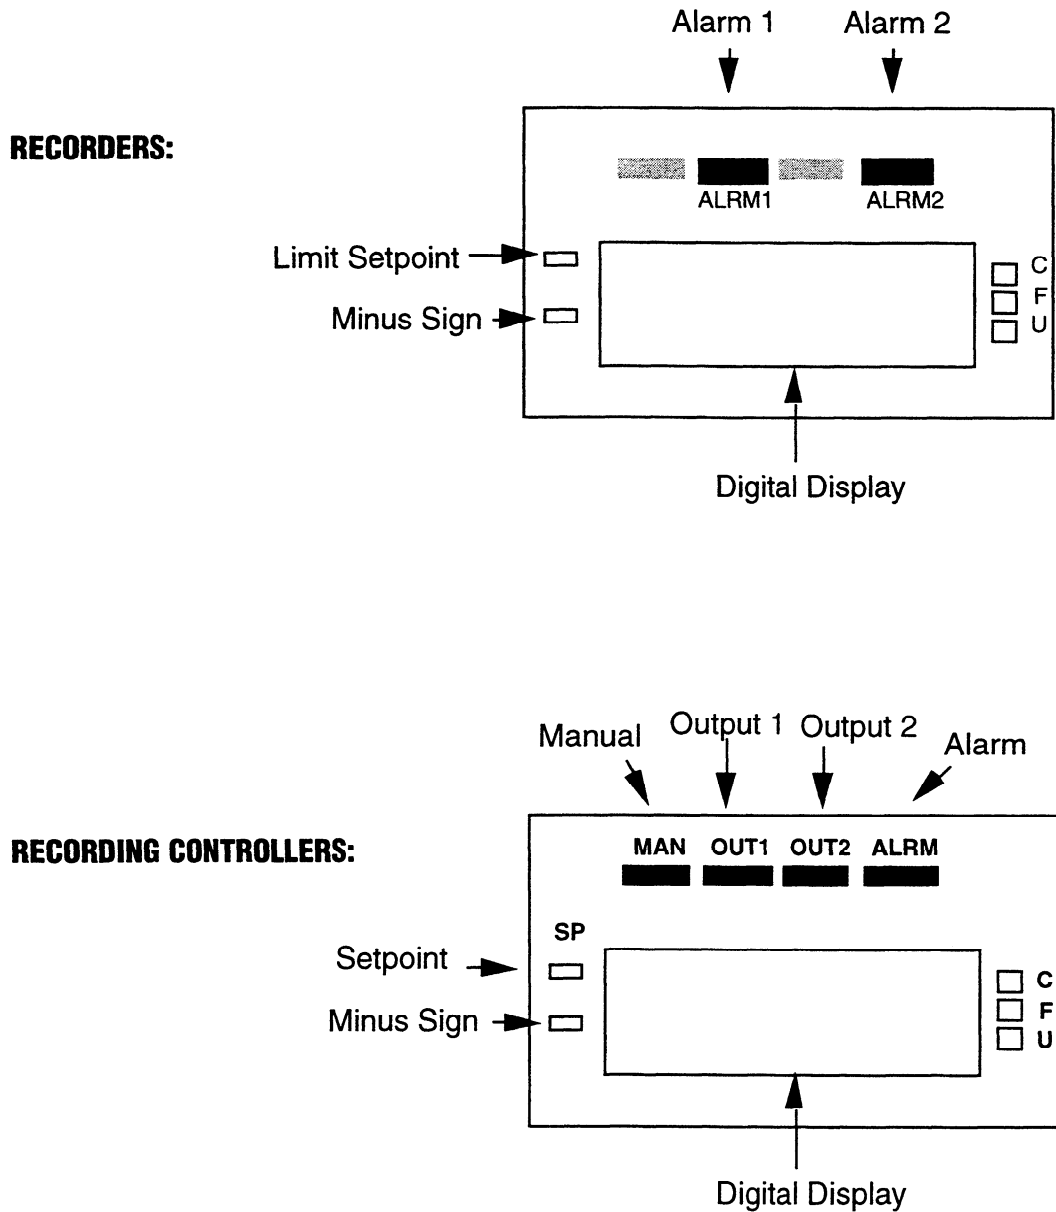 Alarm 1 Alarm 2
RECORDERS:
ALRM1 ALRM2
Limit Setpoint
C
F
Minus Sign
U
Digital Display
Manual Output 1 Output 2 Alarm
RECORDING CONTROLLERS:
MAN OUT1 OUT2 ALRM
SP
Setpoint
C
F
Minus Sign
U
Digital Display